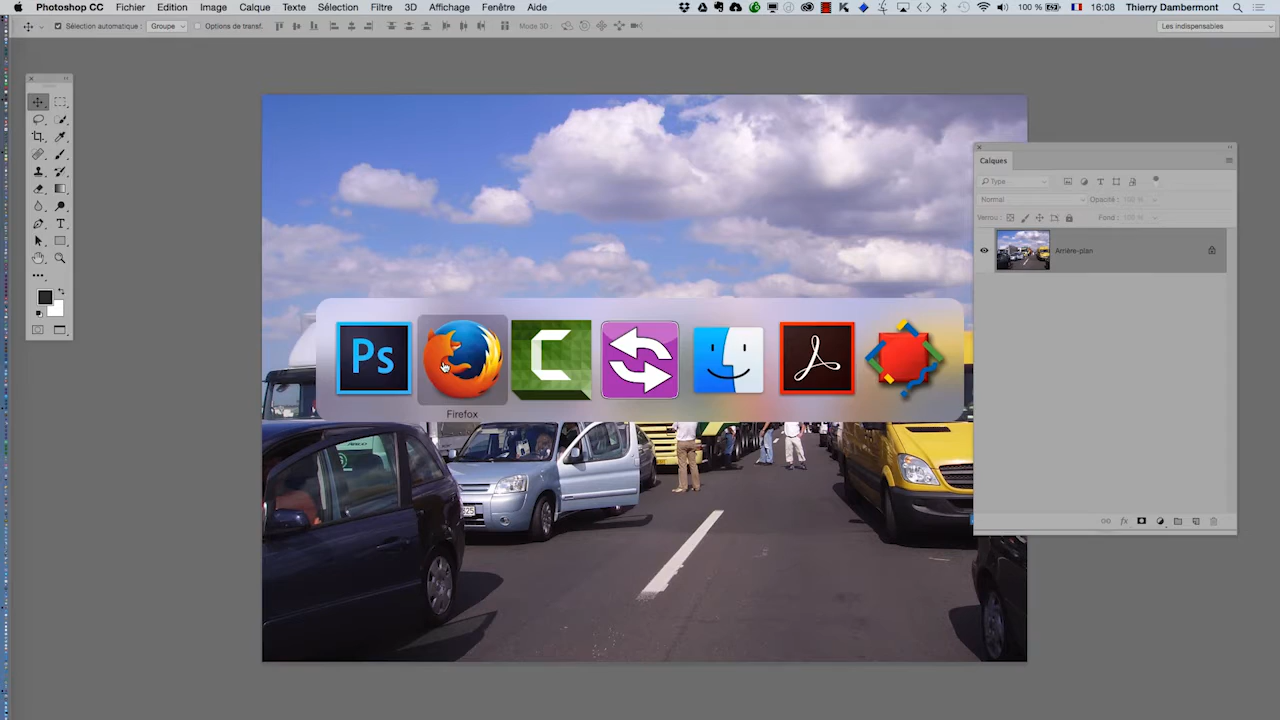 Photoshop CC Fichier Edition Image Calque Texte Sélection Filtre 3D Affichage Fenêtre Aide 100 % 16:08 Thierry Dambermont
Sélection automatique : Groupe Options de transf. Mode 3D : Les indispensables
Calques
Type
Normal Opacité : 100 %
Verrou : Fond : 100 %
Arrière-plan
Ps
Firefox